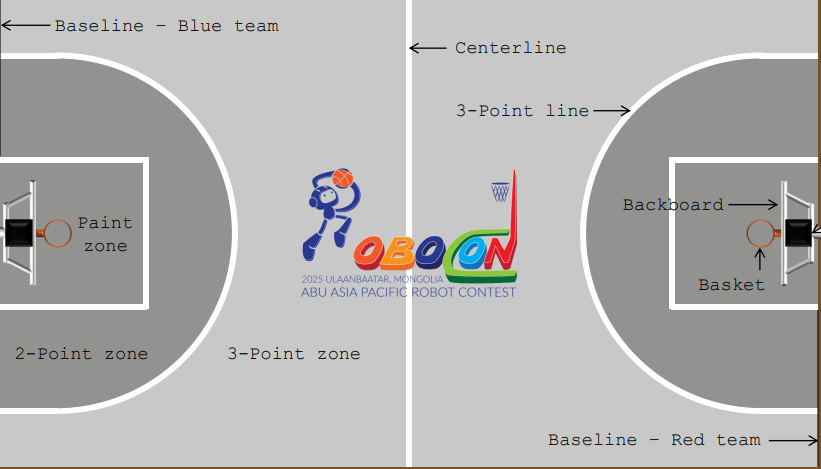 Baseline – Blue team
Centerline
3-Point line
Backboard
Paint
zone
ROBOCON
2025 ULAANBAATAR, MONGOLIA
ABU ASIA PACIFIC ROBOT CONTEST
Basket
2-Point zone
3-Point zone
Baseline – Red team